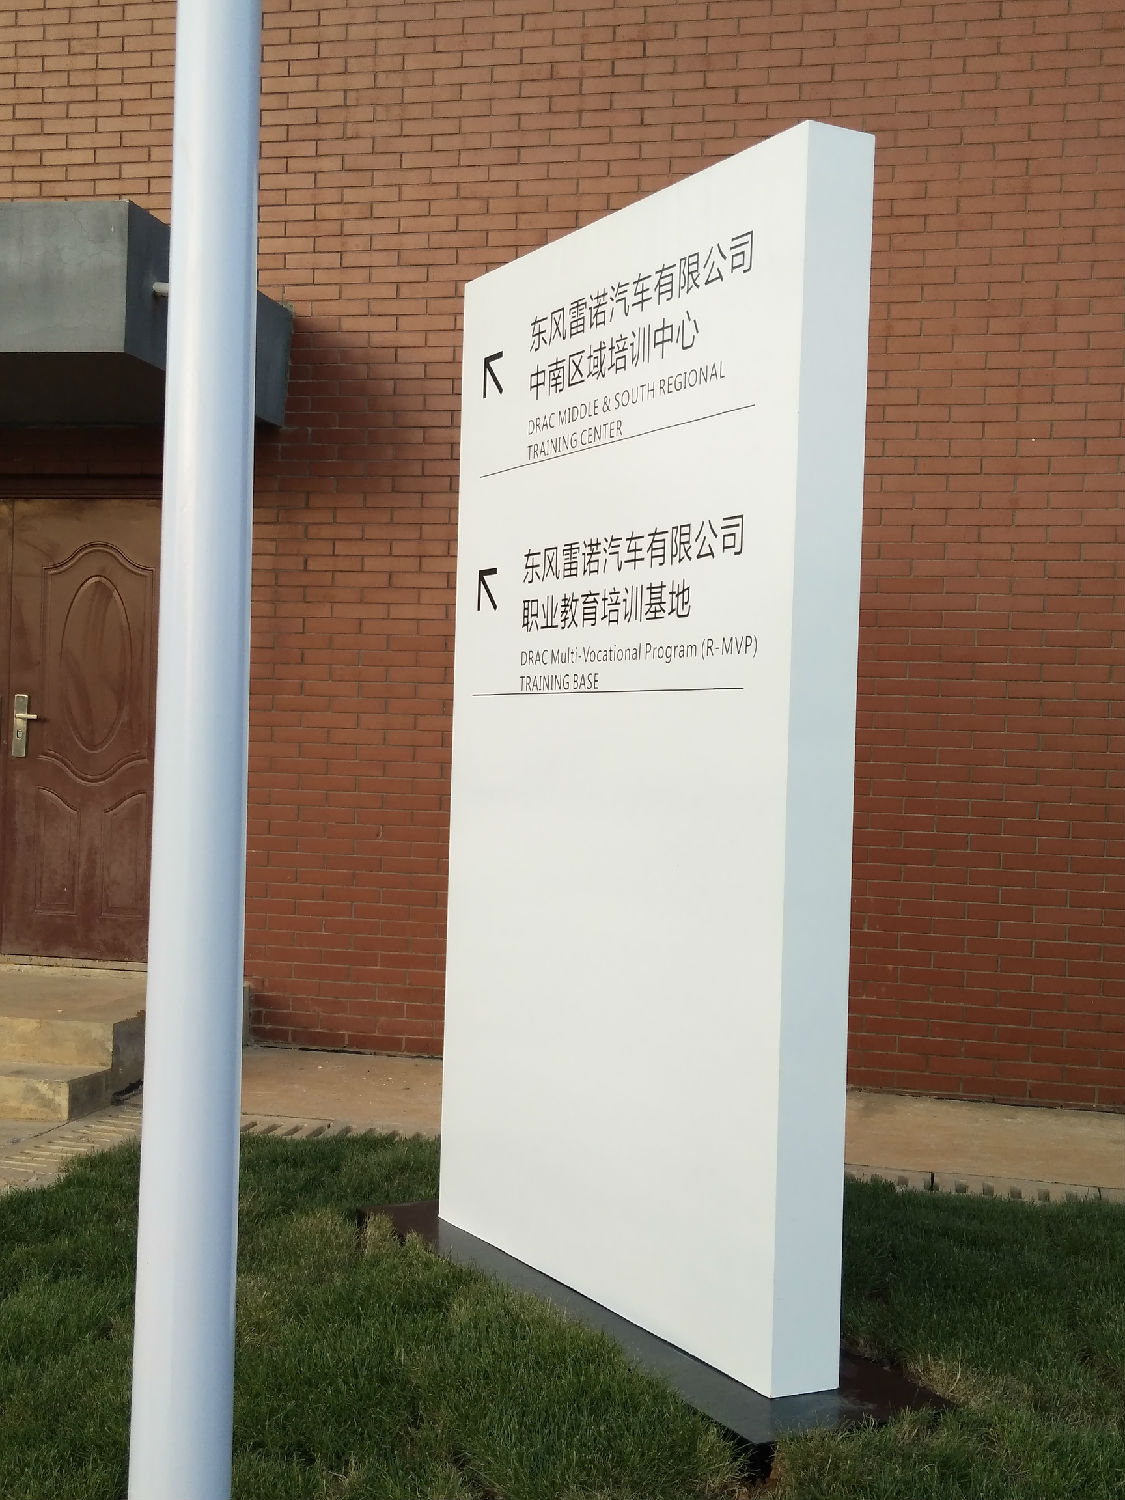 东风雷诺汽车有限公司
中南区域培训中心
DRAC MIDDLE & SOUTH REGIONAL
TRAINING CENTER
东风雷诺汽车有限公司
职业教育培训基地
DRAC Multi-Vocational Program (R-MVP)
TRAINING BASE